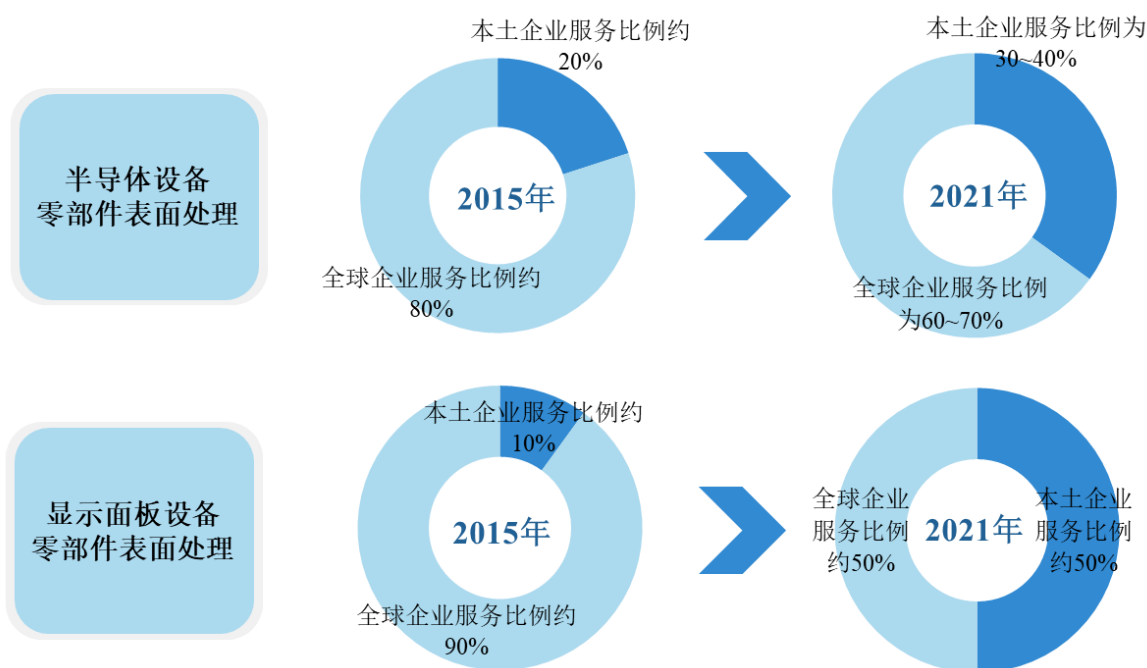 半导体设备
零部件表面处理
本土企业服务比例约
20%
2015年
全球企业服务比例约
80%
本土企业服务比例为
30~40%
2021年
全球企业服务比例
为60~70%
显示面板设备
零部件表面处理
本土企业服务比例约
10%
2015年
全球企业服务比例约
90%
全球企业
服务比例
约50%
2021年
本土企业
服务比例
约50%